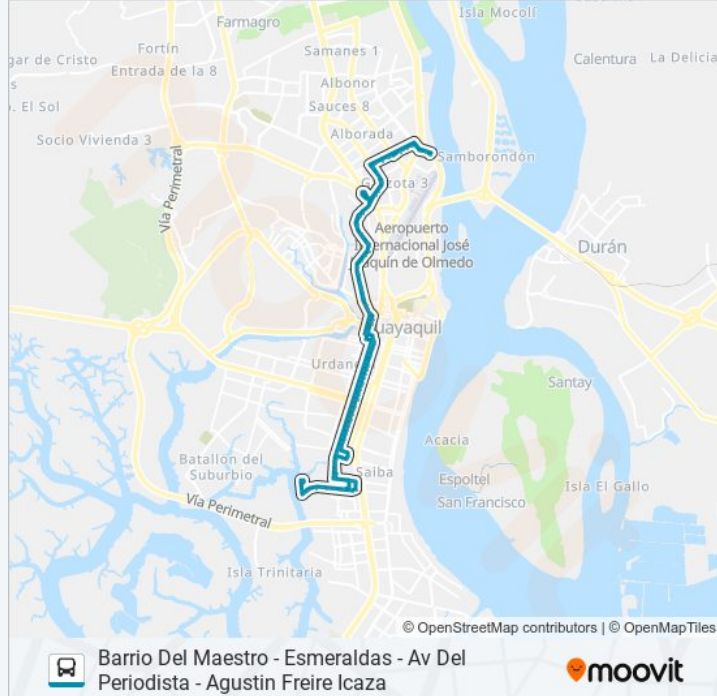 Isla Mocolí
Farmagro
Fortín
Samanes 1
gar de Cristo
Entrada de la 8
Calentura
La Delicia
Albonor
o. El Sol
Sauces 8
Socio Vivienda 3
Alborada
Samborondón
Vía Perimetral
Aeropuerto
Internacional José
Joaquín de Olmedo
Durán
Guayaquil
Santay
Acacia
Batallon del
Suburbio
Saiba
Espoltel
Isla El Gallo
San Francisco
Vía Perimetral
Isla Trinitaria
© OpenStreetMap contributors | © OpenMapTiles
Barrio Del Maestro - Esmeraldas - Av Del
Periodista - Agustin Freire Icaza
moovit